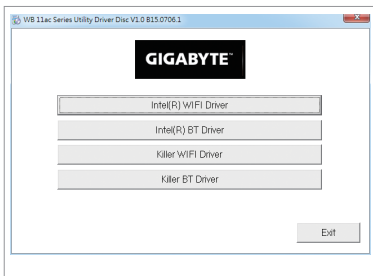 WB 11ac Series Utility Driver Disc V1.0 B15.0706.1
GIGABYTE™
Intel(R) WIFI Driver
Intel(R) BT Driver
Killer WIFI Driver
Killer BT Driver
Exit